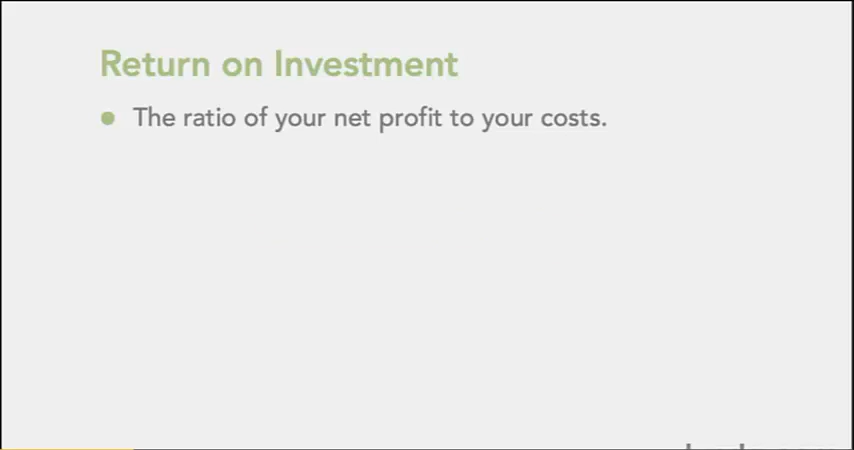 Return on Investment
The ratio of your net profit to your costs.